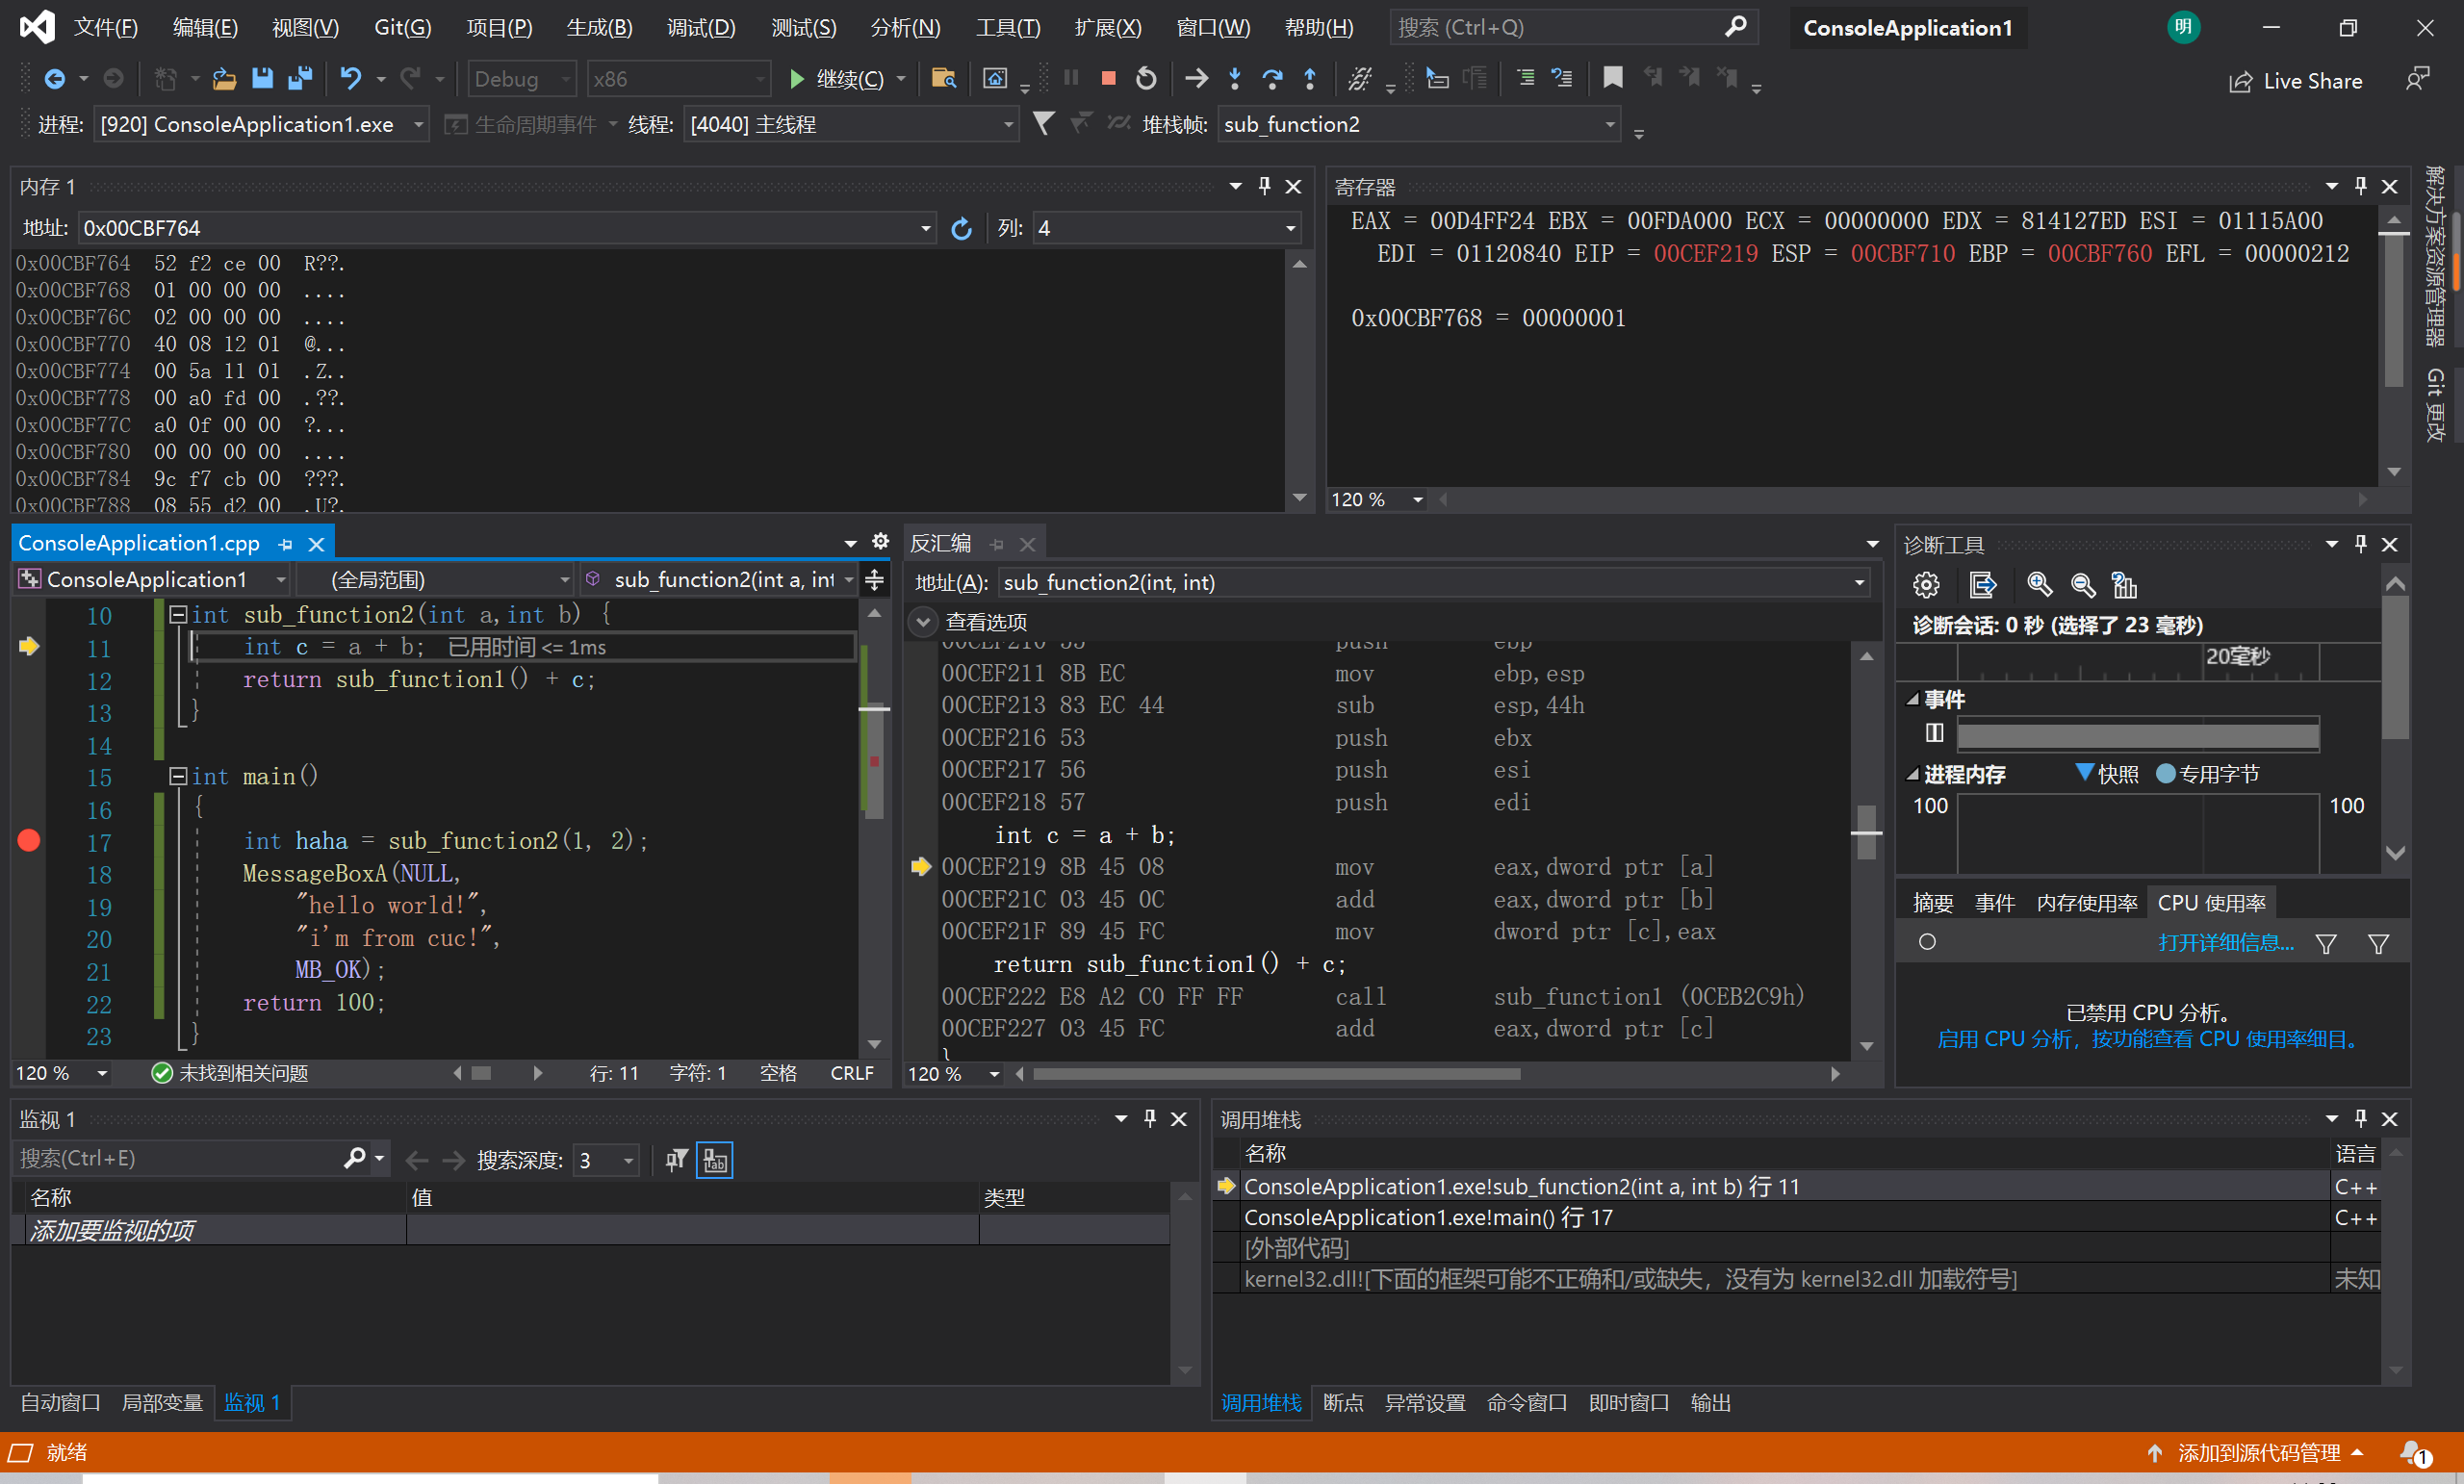 文件(F) 编辑(E) 视图(V) Git(G) 项目(P) 生成(B) 调试(D) 测试(S) 分析(N) 工具(T) 扩展(X) 窗口(W) 帮助(H) 搜索 (Ctrl+Q) ConsoleApplication1 明
Debug x86 继续(C) Live Share
进程: [920] ConsoleApplication1.exe 生命周期事件 线程: [4040] 主线程 堆栈帧: sub_function2
内存 1
地址: 0x00CBF764 列: 4
0x00CBF764 52 f2 ce 00 R??.
0x00CBF768 01 00 00 00 ....
0x00CBF76C 02 00 00 00 ....
0x00CBF770 40 08 12 01 @...
0x00CBF774 00 5a 11 01 .Z..
0x00CBF778 00 a0 fd 00 .??.
0x00CBF77C a0 0f 00 00 ?...
0x00CBF780 00 00 00 00 ....
0x00CBF784 9c f7 cb 00 ???.
0x00CBF788 08 55 d2 00 .U?.
寄存器
EAX = 00D4FF24 EBX = 00FDA000 ECX = 00000000 EDX = 814127ED ESI = 01115A00
EDI = 01120840 EIP = 00CEF219 ESP = 00CBF710 EBP = 00CBF760 EFL = 00000212
0x00CBF768 = 00000001
120 %
解决方案资源管理器
Git 更改
ConsoleApplication1.cpp
ConsoleApplication1 (全局范围) sub_function2(int a, int
10 int sub_function2(int a,int b) {
11 int c = a + b; 已用时间 <= 1ms
12 return sub_function1() + c;
13 }
14
15 int main()
16 {
17 int haha = sub_function2(1, 2);
18 MessageBoxA(NULL,
19 "hello world!",
20 "i'm from cuc!",
21 MB_OK);
22 return 100;
23 }
120 % 未找到相关问题 行: 11 字符: 1 空格 CRLF
反汇编
地址(A): sub_function2(int, int)
查看选项
00CEF210 55 push ebp
00CEF211 8B EC mov ebp,esp
00CEF213 83 EC 44 sub esp,44h
00CEF216 53 push ebx
00CEF217 56 push esi
00CEF218 57 push edi
int c = a + b;
00CEF219 8B 45 08 mov eax,dword ptr [a]
00CEF21C 03 45 0C add eax,dword ptr [b]
00CEF21F 89 45 FC mov dword ptr [c],eax
return sub_function1() + c;
00CEF222 E8 A2 C0 FF FF call sub_function1 (0CEB2C9h)
00CEF227 03 45 FC add eax,dword ptr [c]
}
120 %
诊断工具
诊断会话: 0 秒 (选择了 23 毫秒)
20毫秒
事件
进程内存 快照 专用字节
100 100
摘要 事件 内存使用率 CPU 使用率
打开详细信息...
已禁用 CPU 分析。
启用 CPU 分析，按功能查看 CPU 使用率细目。
监视 1
搜索(Ctrl+E) 搜索深度: 3
名称 值 类型
添加要监视的项
自动窗口 局部变量 监视 1
调用堆栈
名称 语言
ConsoleApplication1.exe!sub_function2(int a, int b) 行 11 C++
ConsoleApplication1.exe!main() 行 17 C++
[外部代码]
kernel32.dll![下面的框架可能不正确和/或缺失，没有为 kernel32.dll 加载符号] 未知
调用堆栈 断点 异常设置 命令窗口 即时窗口 输出
就绪 添加到源代码管理 1